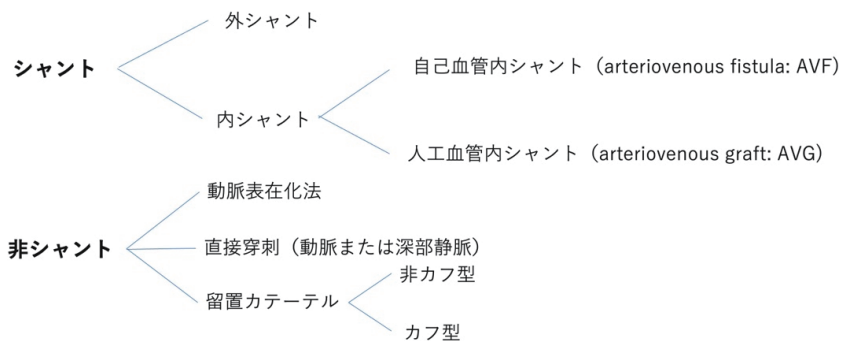 シャント
外シャント
内シャント
自己血管内シャント（arteriovenous fistula: AVF)
人工血管内シャント（arteriovenous graft: AVG)
非シャント
動脈表在化法
直接穿刺（動脈または深部静脈）
留置カテーテル
非カフ型
カフ型